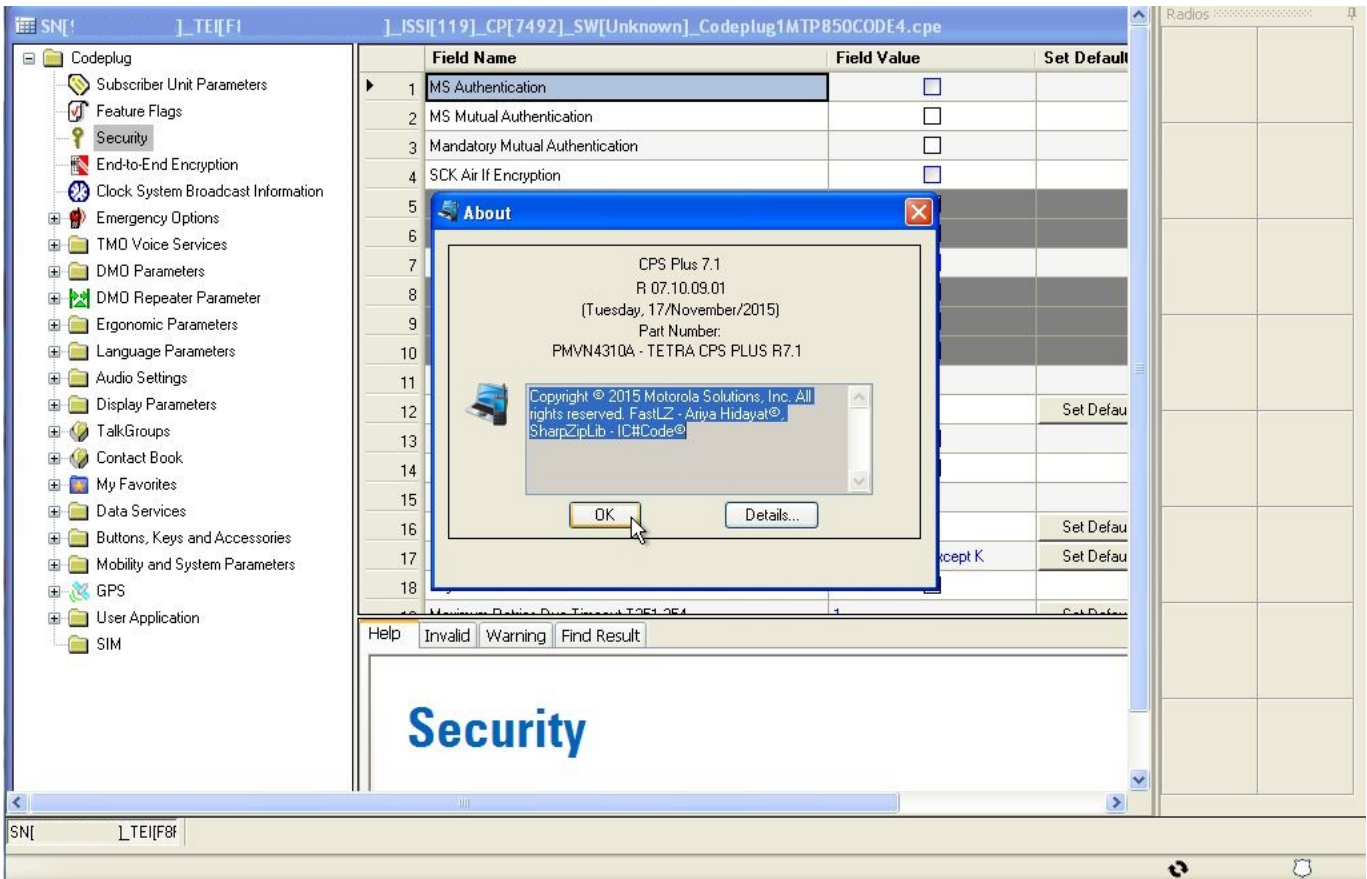 SN[ ]_TEI[F ]_ISSI[119]_CP[7492]_SW[Unknown]_Codeplug1MTP850CODE4.cpe
Radios
Codeplug
Subscriber Unit Parameters
Feature Flags
Security
End-to-End Encryption
Clock System Broadcast Information
Emergency Options
TMO Voice Services
DMO Parameters
DMO Repeater Parameter
Ergonomic Parameters
Language Parameters
Audio Settings
Display Parameters
TalkGroups
Contact Book
My Favorites
Data Services
Buttons, Keys and Accessories
Mobility and System Parameters
GPS
User Application
SIM
Field Name Field Value Set Default
1 MS Authentication
2 MS Mutual Authentication
3 Mandatory Mutual Authentication
4 SCK Air If Encryption
5
6
7
8
9
10
11
12 Set Defau
13
14
15
16 Set Defau
17 xcept K Set Defau
18
About
CPS Plus 7.1
R 07.10.09.01
(Tuesday, 17/November/2015)
Part Number:
PMVN4310A - TETRA CPS PLUS R7.1
Copyright © 2015 Motorola Solutions, Inc. All
rights reserved. FastLZ - Ariya Hidayat©,
SharpZipLib - IC#Code©
OK Details...
Help Invalid Warning Find Result
Security
SN[ ]_TEI[F8F